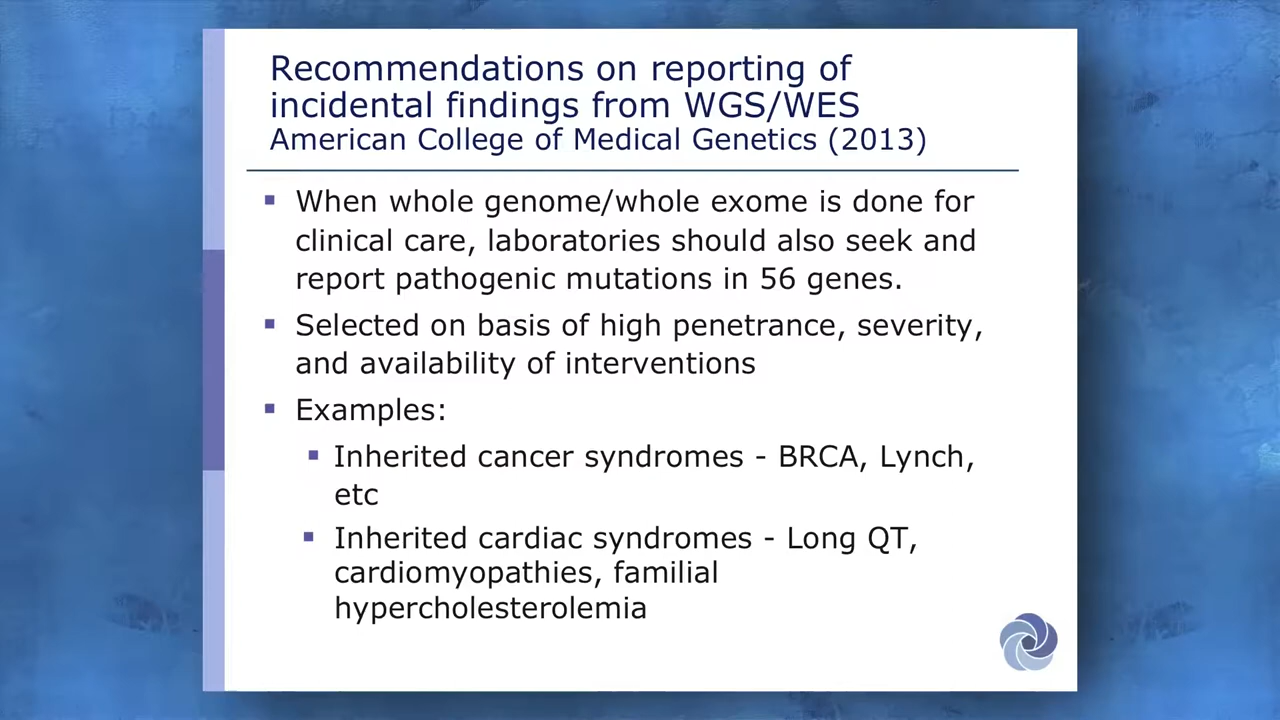 Recommendations on reporting of
incidental findings from WGS/WES
American College of Medical Genetics (2013)
When whole genome/whole exome is done for
clinical care, laboratories should also seek and
report pathogenic mutations in 56 genes.
Selected on basis of high penetrance, severity,
and availability of interventions
Examples:
Inherited cancer syndromes - BRCA, Lynch,
etc
Inherited cardiac syndromes - Long QT,
cardiomyopathies, familial
hypercholesterolemia